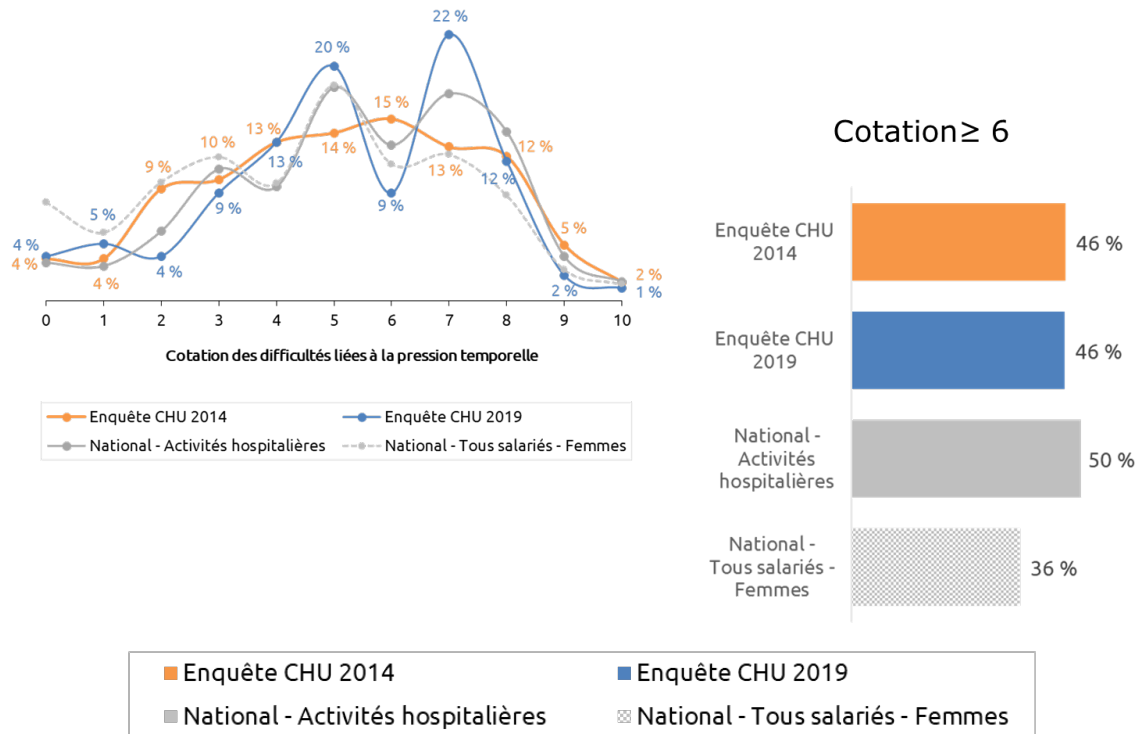 22 %
20 %
15 %
13 %
10 %
14 %
13 %
13 %
12 %
12 %
9 %
9 %
9 %
5 %
5 %
4 %
4 %
4 %
4 %
2 %
2 %
1 %
0 1 2 3 4 5 6 7 8 9 10
Cotation des difficultés liées à la pression temporelle
Enquête CHU 2014 Enquête CHU 2019
National - Activités hospitalières National - Tous salariés - Femmes
Cotation≥ 6
Enquête CHU
2014
46 %
Enquête CHU
2019
46 %
National -
Activités
hospitalières
50 %
National -
Tous salariés -
Femmes
36 %
Enquête CHU 2014 Enquête CHU 2019
National - Activités hospitalières National - Tous salariés - Femmes